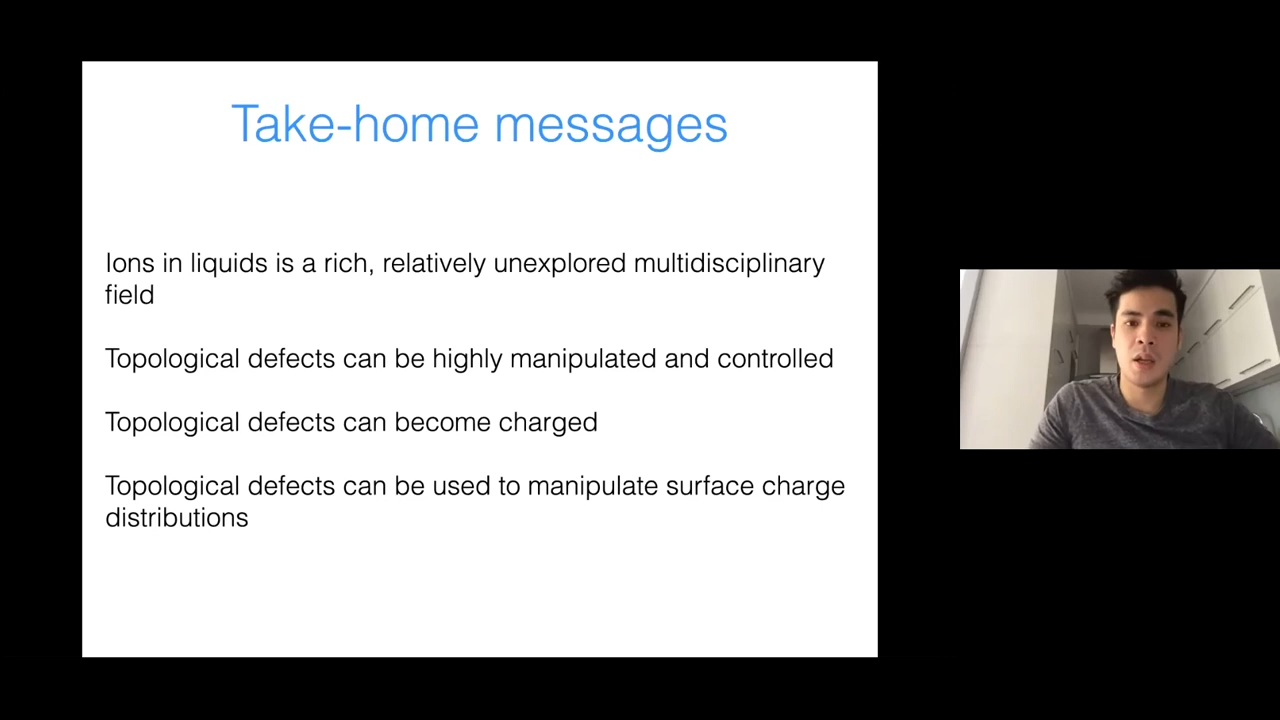 Take-home messages
Ions in liquids is a rich, relatively unexplored multidisciplinary
field
Topological defects can be highly manipulated and controlled
Topological defects can become charged
Topological defects can be used to manipulate surface charge
distributions